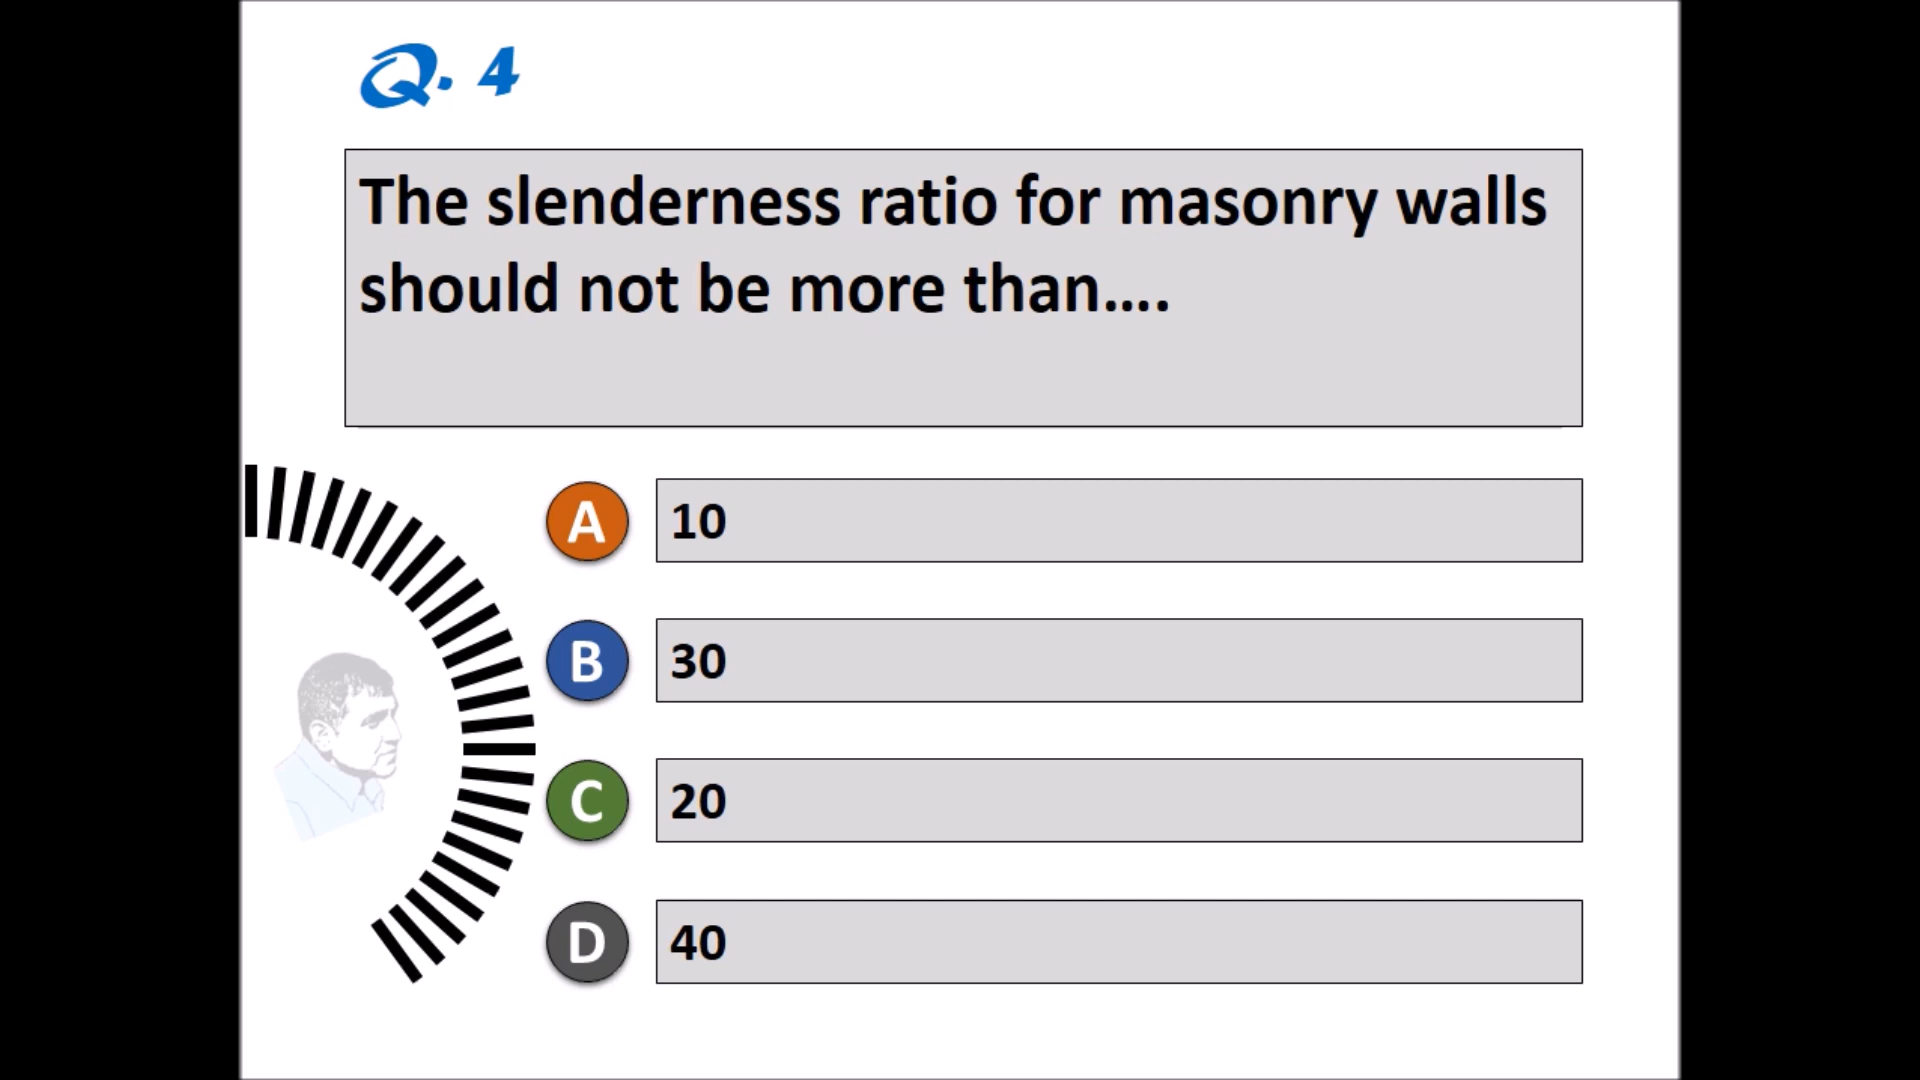 Q. 4
The slenderness ratio for masonry walls
should not be more than....
A 10
B 30
C 20
D 40